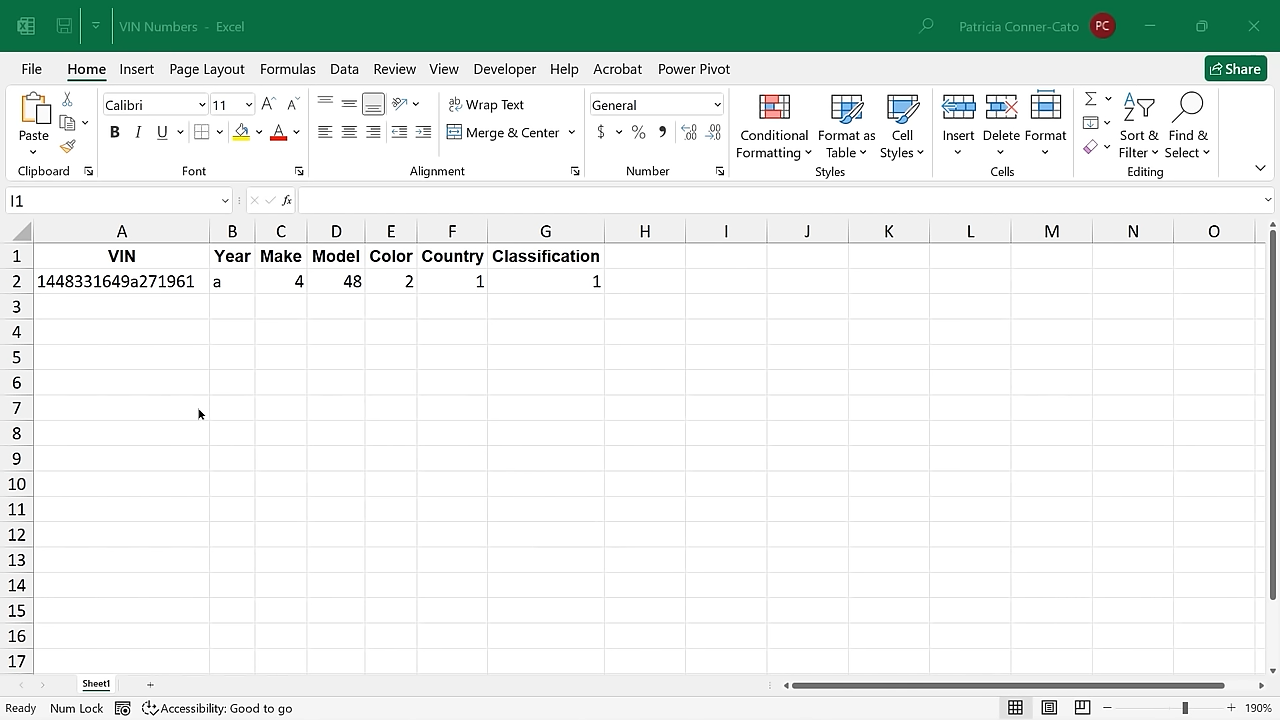 VIN Numbers - Excel
Patricia Conner-Cato PC
File Home Insert Page Layout Formulas Data Review View Developer Help Acrobat Power Pivot Share
Paste Calibri 11 A A Wrap Text General Conditional Formatting Format as Table Cell Styles Insert Delete Format Sort & Filter Find & Select
B I U A Merge & Center $ % 9
Clipboard Font Alignment Number Styles Cells Editing
I1 fx
A B C D E F G H I J K L M N O
1 VIN Year Make Model Color Country Classification
2 1448331649a271961 a 4 48 2 1 1
3
4
5
6
7
8
9
10
11
12
13
14
15
16
17
Sheet1 +
Ready Num Lock Accessibility: Good to go - + 190%